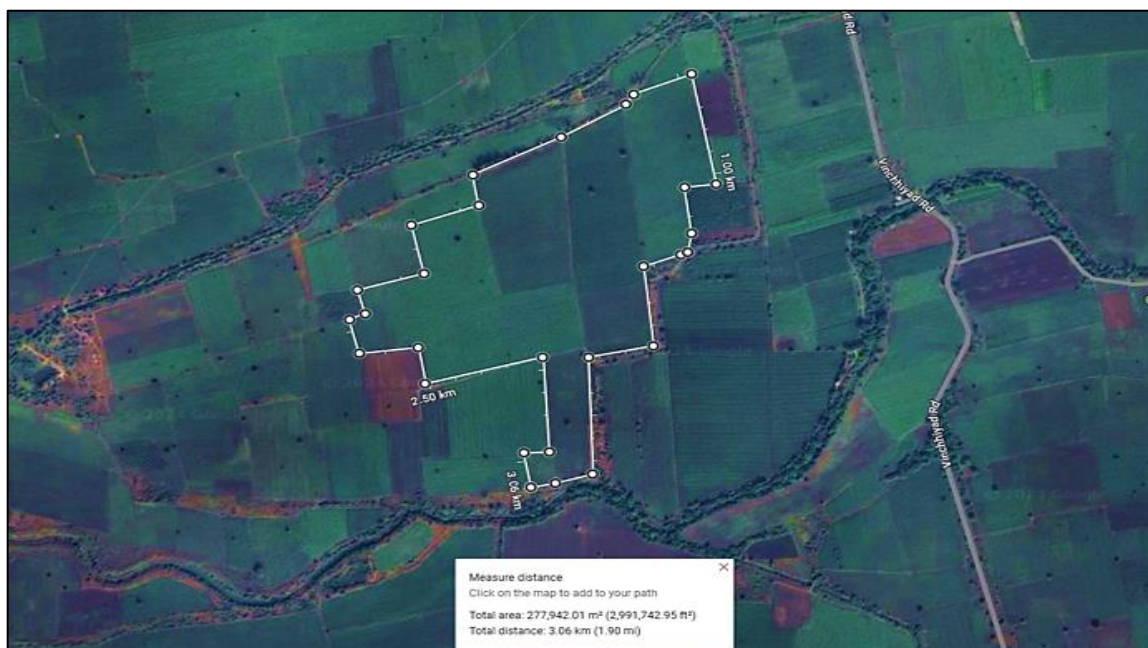 Rd
1.00 km
Vinchhiyad Rd
2.50 km
Vinchhiyad Rd
3.06 km
Measure distance
Click on the map to add to your path
Total area: 277,942.01 m² (2,991,742.95 ft²)
Total distance: 3.06 km (1.90 mi)